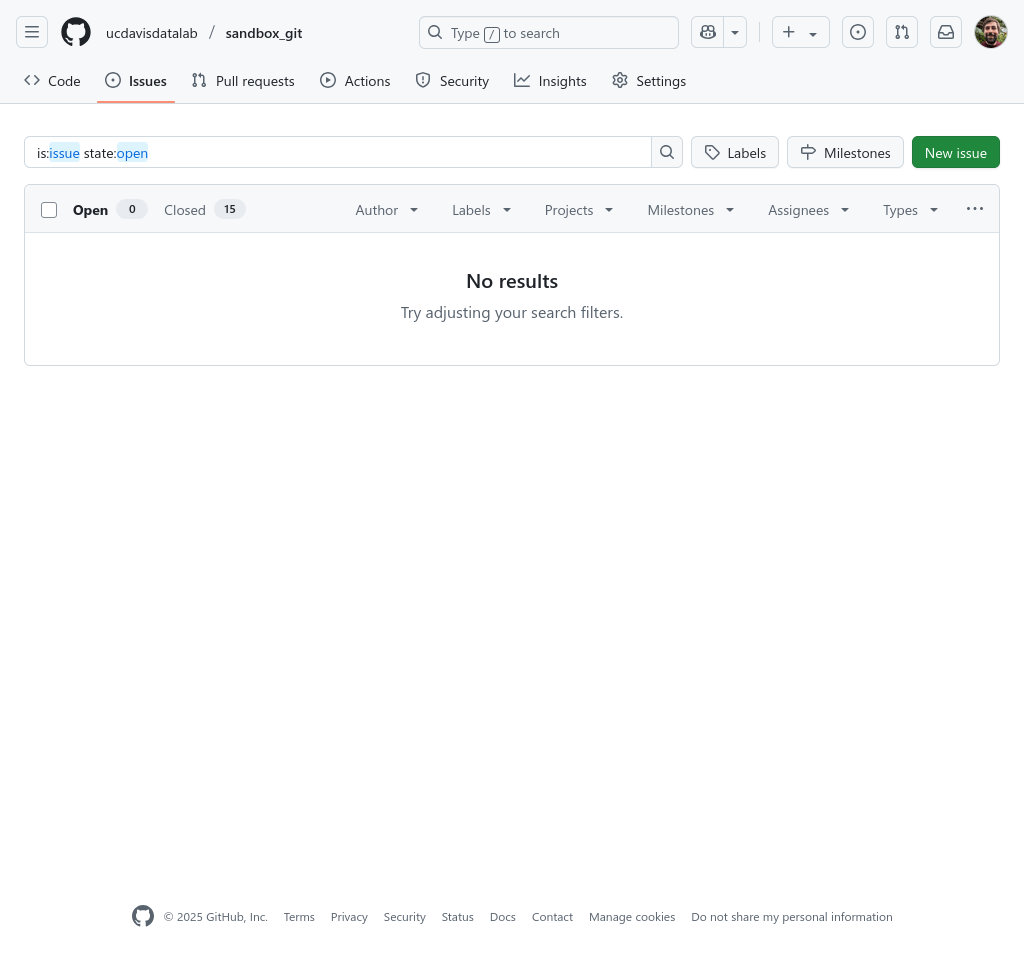 ucdavisdatalab / sandbox_git Type / to search
Code Issues Pull requests Actions Security Insights Settings
is:issue state:open Labels Milestones New issue
Open 0 Closed 15 Author Labels Projects Milestones Assignees Types
No results
Try adjusting your search filters.
© 2025 GitHub, Inc. Terms Privacy Security Status Docs Contact Manage cookies Do not share my personal information